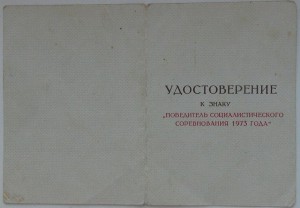 УДОСТОВЕРЕНИЕ
К ЗНАКУ
„ПОБЕДИТЕЛЬ СОЦИАЛИСТИЧЕСКОГО
СОРЕВНОВАНИЯ 1973 ГОДА“